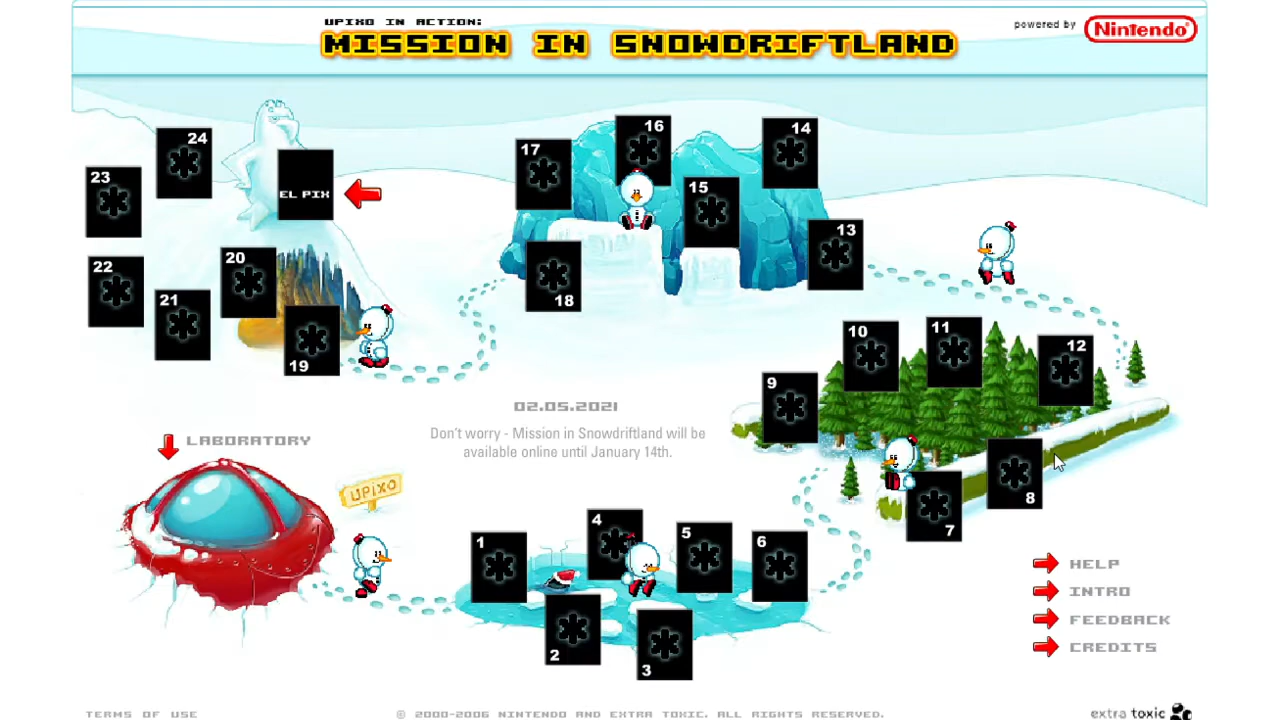 UPIXO IN ACTION:
MISSION IN SNOWDRIFTLAND
powered by Nintendo
24
16
14
17
23
EL PIX
15
13
20
22
21
18
19
11
10
12
9
02.05.2021
Don't worry - Mission in Snowdriftland will be
available online until January 14th.
LABORATORY
UPIXO
8
7
4
5
1
6
2
3
HELP
INTRO
FEEDBACK
CREDITS
TERMS OF USE
© 2000-2006 NINTENDO AND EXTRA TOXIC. ALL RIGHTS RESERVED.
extra toxic